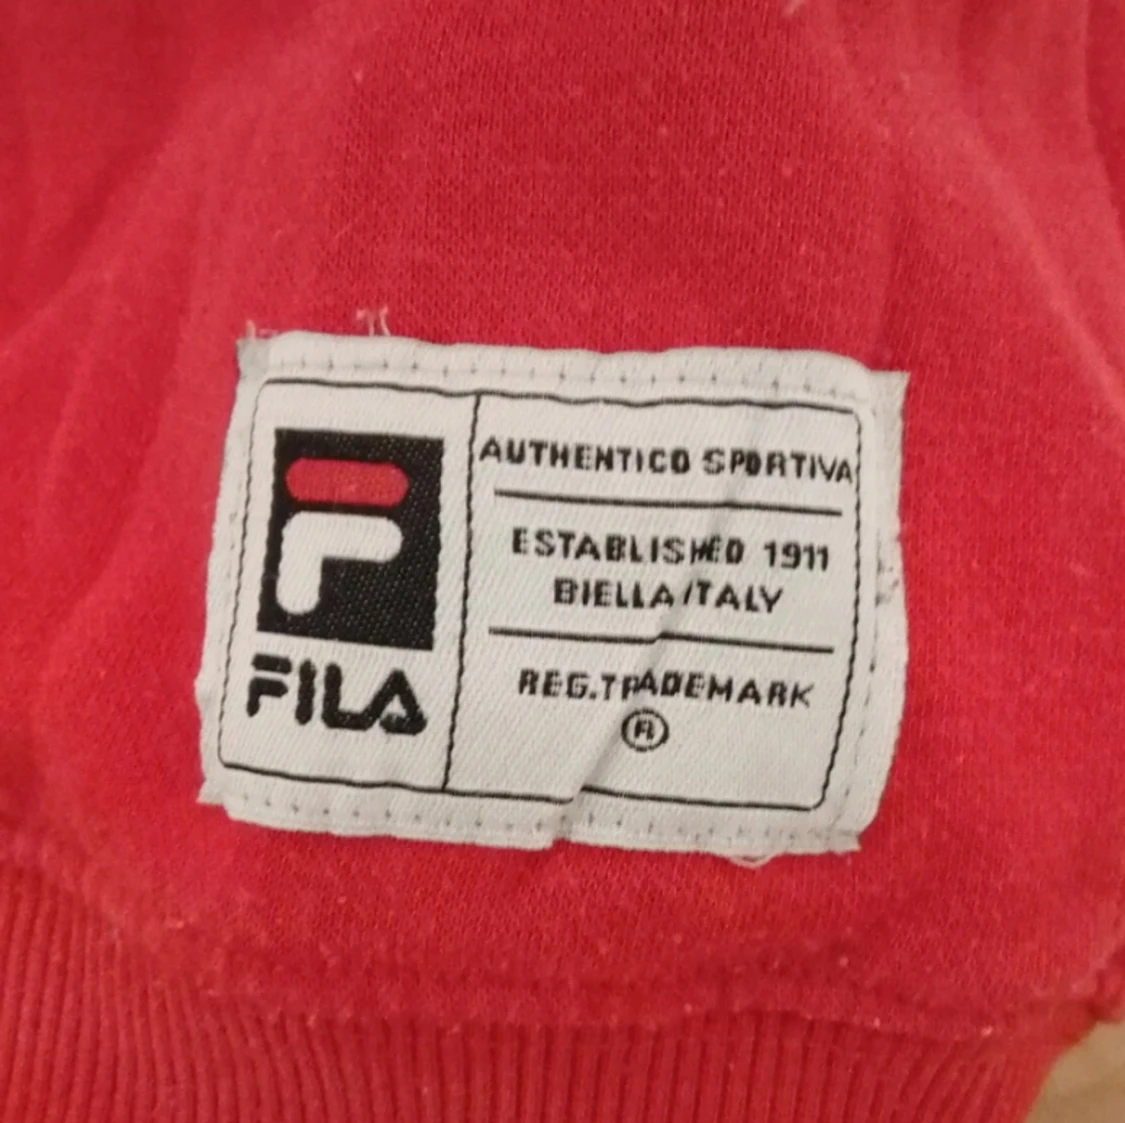 F
FILA
AUTHENTICO SPORTIVA
ESTABLISHED 1911
BIELLA ITALY
REG.TRADEMARK
®